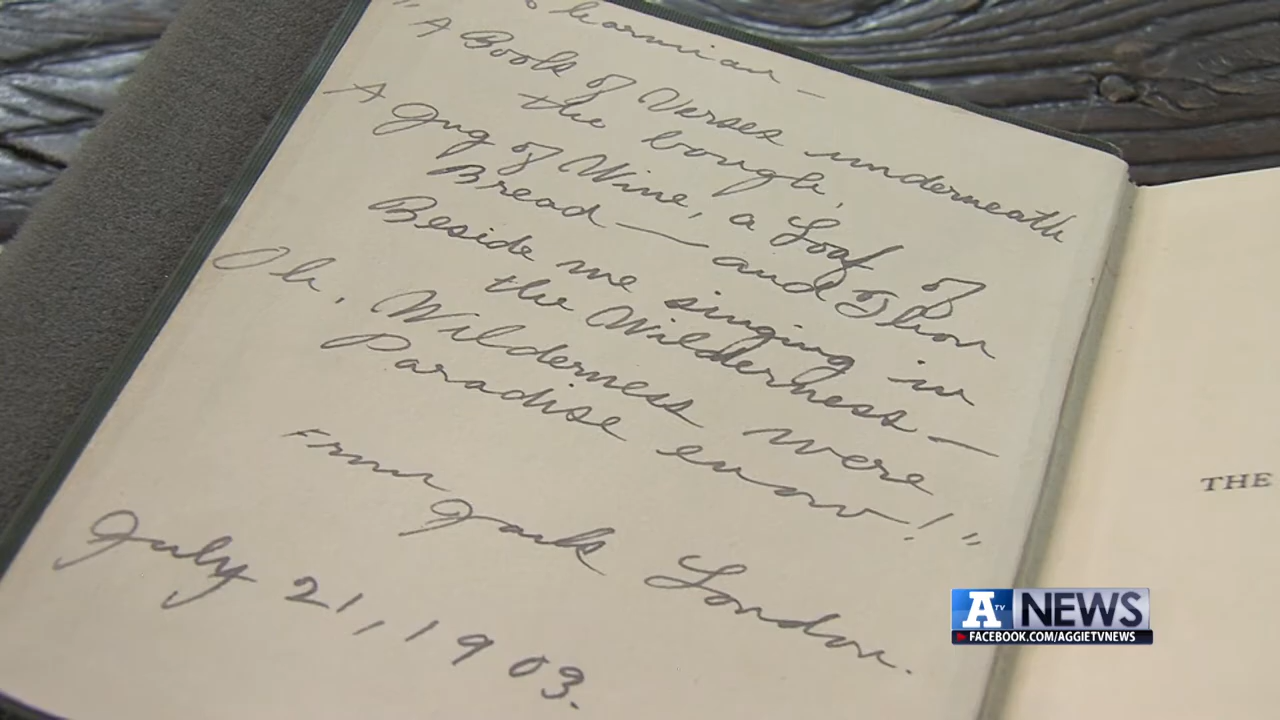 "A Book of Verses underneath
the bough,
A Jug of Wine, a Loaf of
Bread — and Thou
Beside me singing in
the Wilderness —
Oh, Wilderness were
Paradise enow!"
From
Jack London.
July 21, 1903.
THE
ATV NEWS
FACEBOOK.COM/AGGIETVNEWS